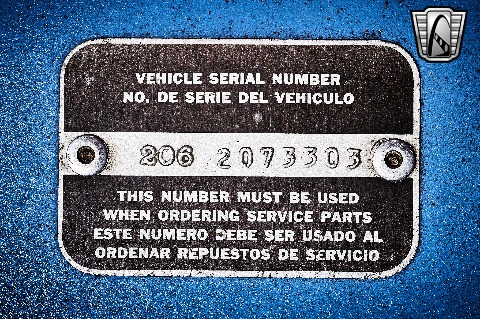 VEHICLE SERIAL NUMBER
NO. DE SERIE DEL VEHICULO
206 2073303
THIS NUMBER MUST BE USED
WHEN ORDERING SERVICE PARTS
ESTE NUMERO DEBE SER USADO AL
ORDENAR REPUESTOS DE SERVICIO